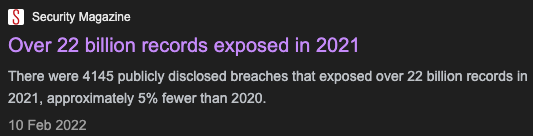 Security Magazine
Over 22 billion records exposed in 2021
There were 4145 publicly disclosed breaches that exposed over 22 billion records in
2021, approximately 5% fewer than 2020.
10 Feb 2022